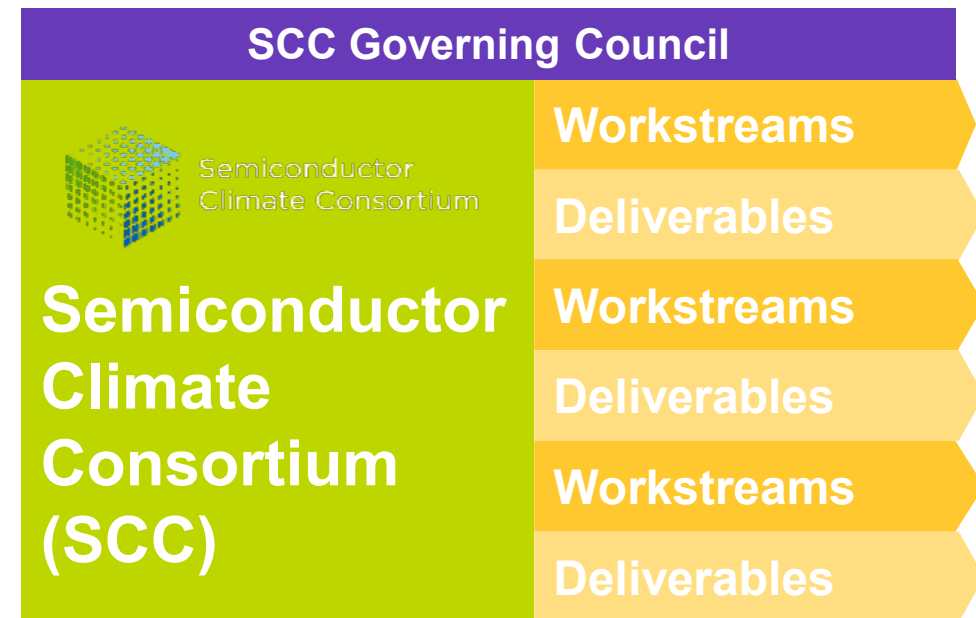 SCC Governing Council
Semiconductor
Climate Consortium
Semiconductor
Climate
Consortium
(SCC)
Workstreams
Deliverables
Workstreams
Deliverables
Workstreams
Deliverables